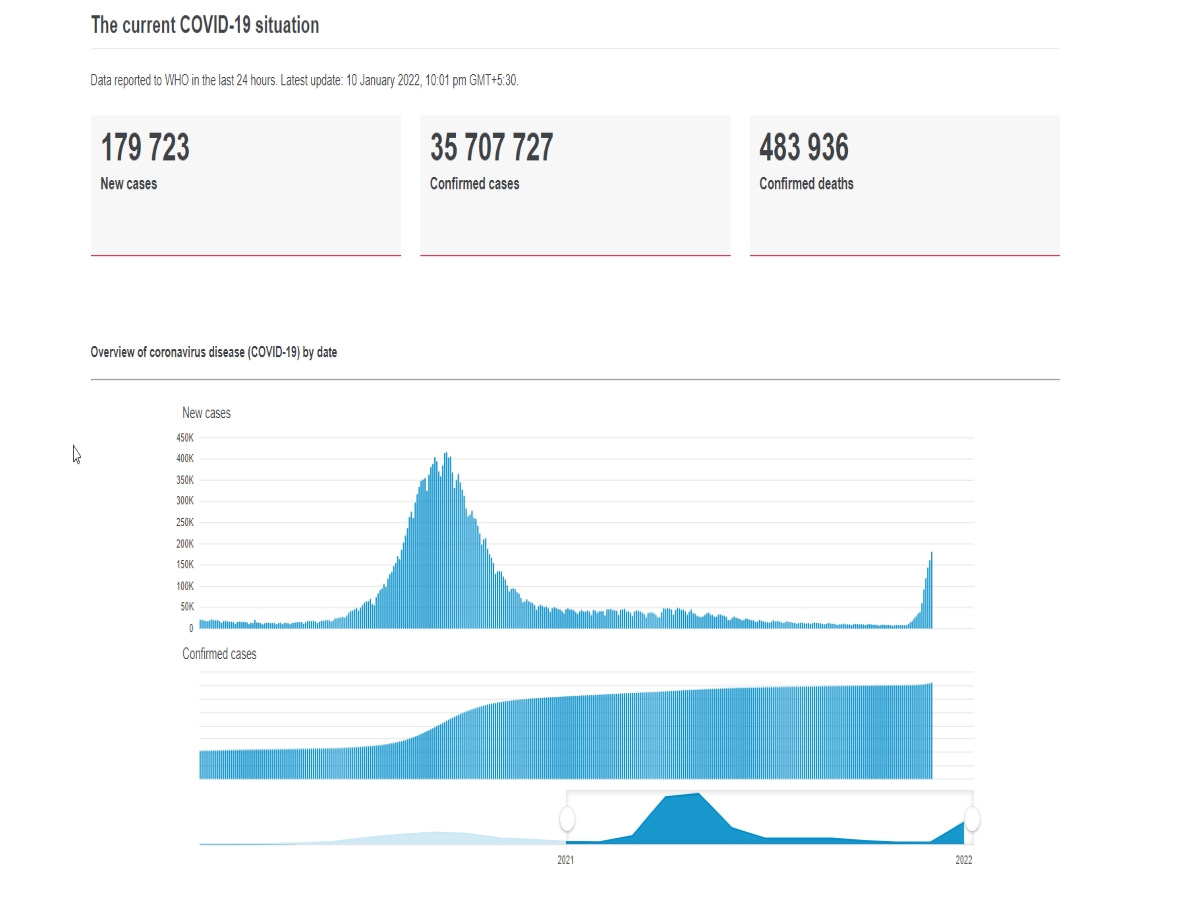 The current COVID-19 situation
Data reported to WHO in the last 24 hours. Latest update: 10 January 2022, 10:01 pm GMT+5:30.
179 723
New cases
35 707 727
Confirmed cases
483 936
Confirmed deaths
Overview of coronavirus disease (COVID-19) by date
New cases
450K
400K
350K
300K
250K
200K
150K
100K
50K
0
Confirmed cases
2021
2022